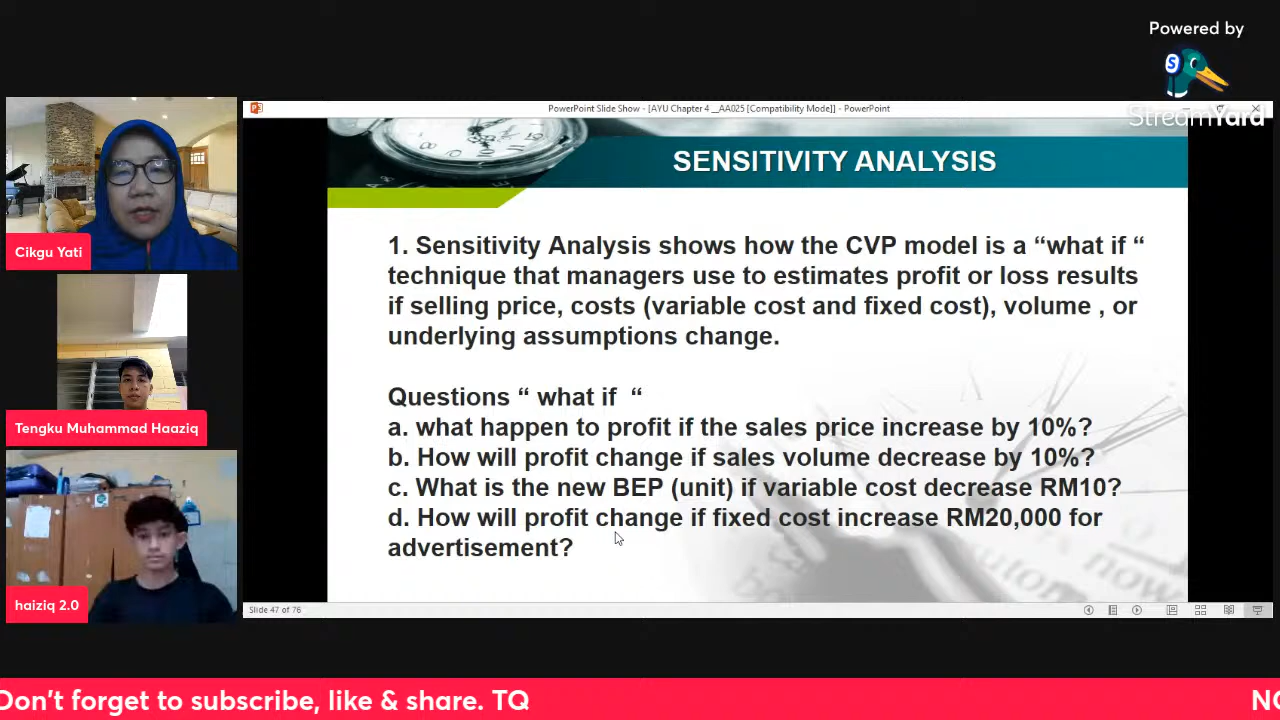 Powered by
S
StreamYard
PowerPoint Slide Show - [AYU Chapter 4 __AA025 [Compatibility Mode]] - PowerPoint
SENSITIVITY ANALYSIS
1. Sensitivity Analysis shows how the CVP model is a “what if “
technique that managers use to estimates profit or loss results
if selling price, costs (variable cost and fixed cost), volume , or
underlying assumptions change.
Questions “ what if “
a. what happen to profit if the sales price increase by 10%?
b. How will profit change if sales volume decrease by 10%?
c. What is the new BEP (unit) if variable cost decrease RM10?
d. How will profit change if fixed cost increase RM20,000 for
advertisement?
Slide 47 of 76
Cikgu Yati
Tengku Muhammad Haaziq
haiziq 2.0
Don't forget to subscribe, like & share. TQ
NO